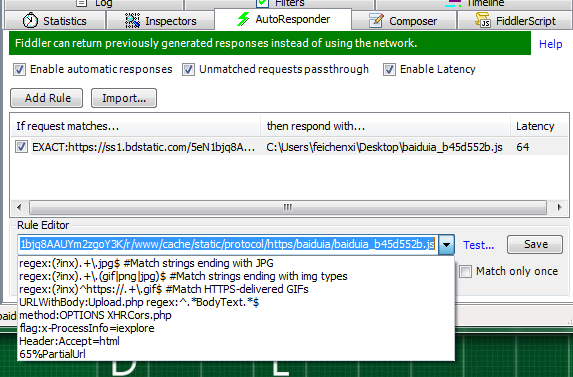 Log
Filters
Timeline
Statistics
Inspectors
AutoResponder
Composer
FiddlerScript
Fiddler can return previously generated responses instead of using the network.
Help
Enable automatic responses
Unmatched requests passthrough
Enable Latency
Add Rule
Import...
If request matches...
then respond with...
Latency
EXACT:https://ss1.bdstatic.com/5eN1bjq8A...
C:\Users\feichenxi\Desktop\baiduia_b45d552b.js
64
Rule Editor
1bjq8AAUYm2zgoY3K/r/www/cache/static/protocol/https/baiduia/baiduia_b45d552b.js
Test...
Save
regex:(?inx).+\.jpg$ #Match strings ending with JPG
regex:(?inx).+\.(gif|png|jpg)$ #Match strings ending with img types
Match only once
regex:(?inx)^https://.+\.gif$ #Match HTTPS-delivered GIFs
URLWithBody:Upload.php regex:^.*BodyText.*$
method:OPTIONS XHRCors.php
flag:x-ProcessInfo=iexplore
Header:Accept=html
65%PartialUrl